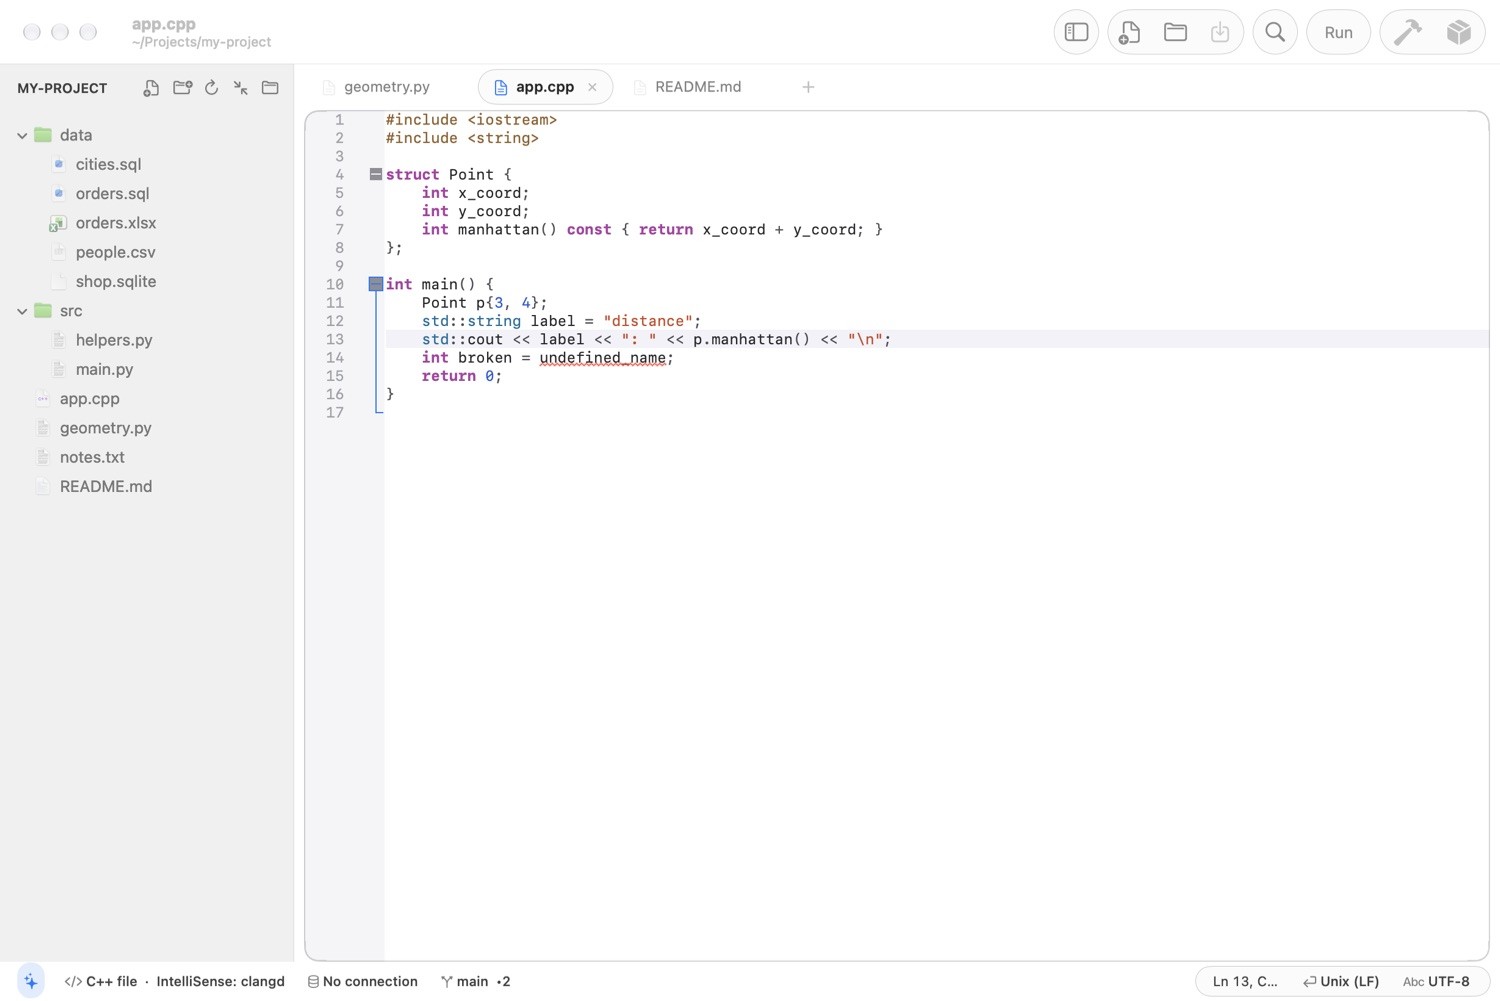 app.cpp
~/Projects/my-project
Run
MY-PROJECT
geometry.py
app.cpp
README.md
data
cities.sql
orders.sql
orders.xlsx
people.csv
shop.sqlite
src
helpers.py
main.py
app.cpp
geometry.py
notes.txt
README.md
1 #include <iostream>
2 #include <string>
3
4 struct Point {
5     int x_coord;
6     int y_coord;
7     int manhattan() const { return x_coord + y_coord; }
8 };
9
10 int main() {
11     Point p{3, 4};
12     std::string label = "distance";
13     std::cout << label << ": " << p.manhattan() << "\n";
14     int broken = undefined_name;
15     return 0;
16 }
17
</> C++ file · IntelliSense: clangd
No connection
main •2
Ln 13, C...
Unix (LF)
Abc UTF-8